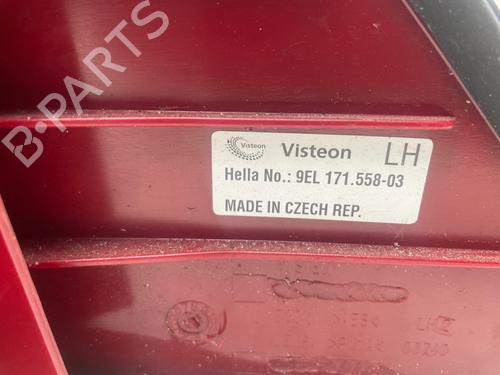 B-PARTS
Visteon Visteon LH
Hella No.: 9EL 171.558-03
MADE IN CZECH REP.